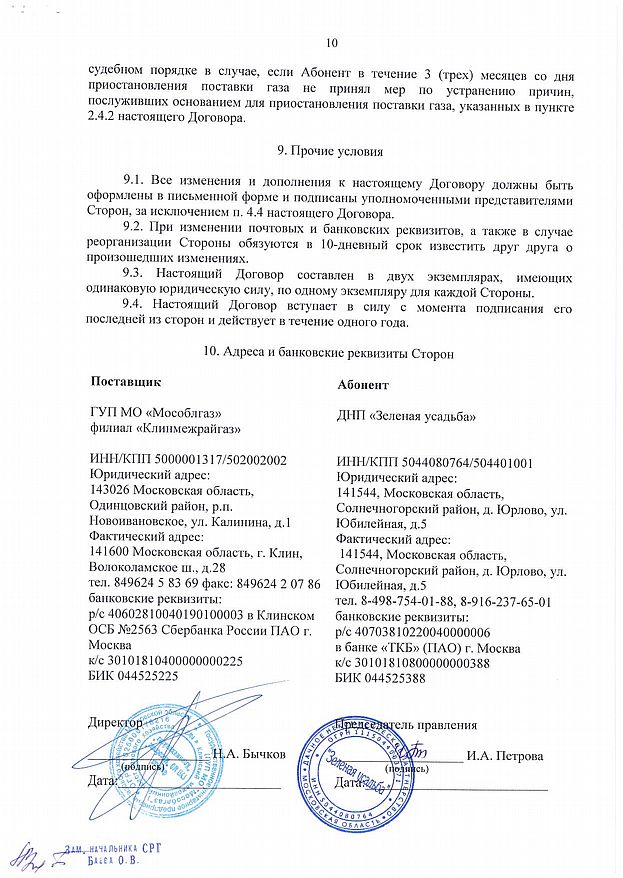 10
судебном порядке в случае, если Абонент в течение 3 (трех) месяцев со дня
приостановления поставки газа не принял мер по устранению причин,
послуживших основанием для приостановления поставки газа, указанных в пункте
2.4.2 настоящего Договора.
9. Прочие условия
9.1. Все изменения и дополнения к настоящему Договору должны быть
оформлены в письменной форме и подписаны уполномоченными представителями
Сторон, за исключением п. 4.4 настоящего Договора.
9.2. При изменении почтовых и банковских реквизитов, а также в случае
реорганизации Стороны обязуются в 10-дневный срок известить друг друга о
произошедших изменениях.
9.3. Настоящий Договор составлен в двух экземплярах, имеющих
одинаковую юридическую силу, по одному экземпляру для каждой Стороны.
9.4. Настоящий Договор вступает в силу с момента подписания его
последней из сторон и действует в течение одного года.
10. Адреса и банковские реквизиты Сторон
Поставщик
ГУП МО «Мособлгаз»
филиал «Клинмежрайгаз»
ИНН/КПП 5000001317/502002002
Юридический адрес:
143026 Московская область,
Одинцовский район, р.п.
Новоивановское, ул. Калинина, д.1
Фактический адрес:
141600 Московская область, г. Клин,
Волоколамское ш., д.28
тел. 849624 5 83 69 факс: 849624 2 07 86
банковские реквизиты:
р/с 40602810040190100003 в Клинском
ОСБ №2563 Сбербанка России ПАО г.
Москва
к/с 30101810400000000225
БИК 044525225
Директор
Н.А. Бычков
(подпись)
Дата:
Абонент
ДНП «Зеленая усадьба»
ИНН/КПП 5044080764/504401001
Юридический адрес:
141544, Московская область,
Солнечногорский район, д. Юрлово, ул.
Юбилейная, д.5
Фактический адрес:
141544, Московская область,
Солнечногорский район, д. Юрлово, ул.
Юбилейная, д.5
тел. 8-498-754-01-88, 8-916-237-65-01
банковские реквизиты:
р/с 40703810220040000006
в банке «ТКБ» (ПАО) г. Москва
к/с 30101810800000000388
БИК 044525388
Председатель правления
И.А. Петрова
(подпись)
Дата:
"Зеленая усадьба"
ИНН 5044080764
МОСКОВСКАЯ ОБЛАСТЬ
ЗАМ. НАЧАЛЬНИКА СРГ